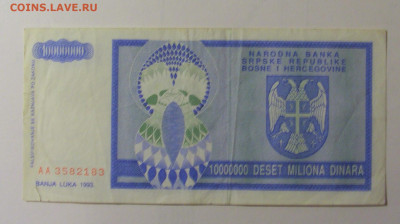 COINS.LAVE.RU
10000000
NARODNA BANKA
SRPSKE REPUBLIKE
BOSNE I HERCEGOVINE
AA 3582183
10000000 DESET MILIONA DINARA
BANJA LUKA 1993.